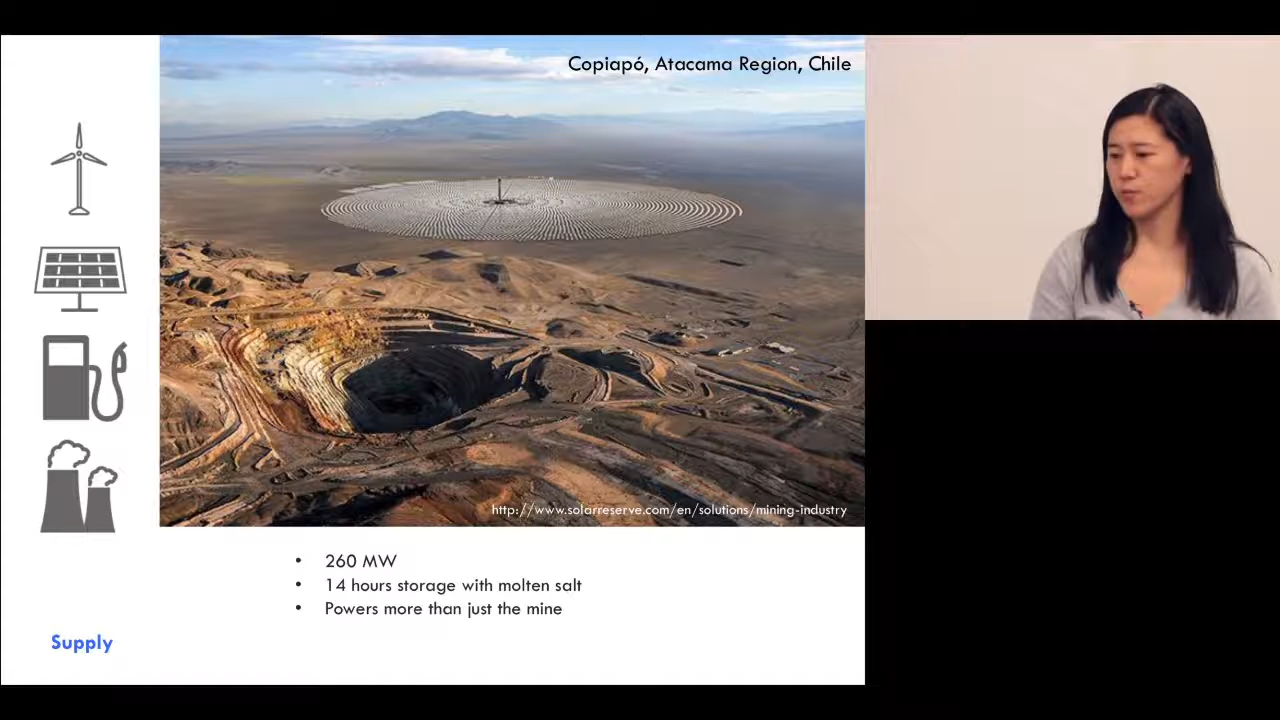 Copiapó, Atacama Region, Chile
http://www.solarreserve.com/en/solutions/mining-industry
• 260 MW
• 14 hours storage with molten salt
• Powers more than just the mine
Supply